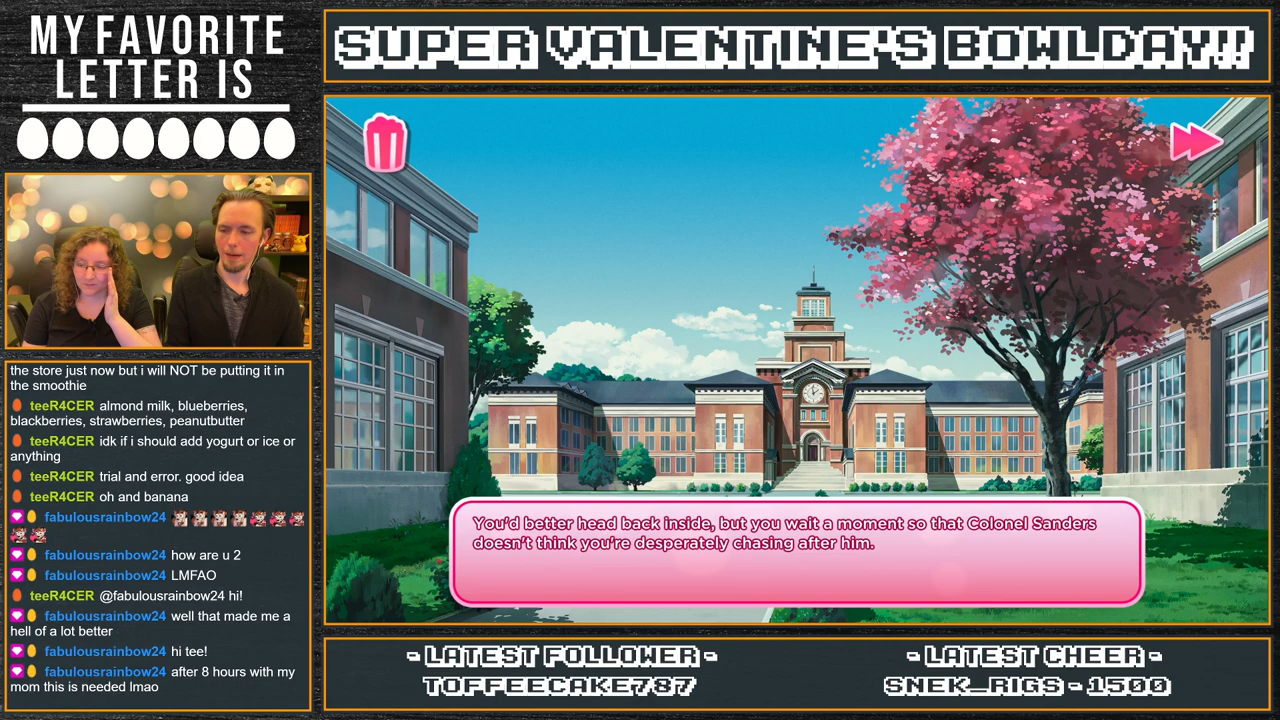 MY FAVORITE
LETTER IS
SUPER VALENTINE'S BOWLDAY!!
the store just now but i will NOT be putting it in
the smoothie
teeR4CER almond milk, blueberries,
blackberries, strawberries, peanutbutter
teeR4CER idk if i should add yogurt or ice or
anything
teeR4CER trial and error. good idea
teeR4CER oh and banana
fabulousrainbow24
fabulousrainbow24 how are u 2
fabulousrainbow24 LMFAO
teeR4CER @fabulousrainbow24 hi!
fabulousrainbow24 well that made me a
hell of a lot better
fabulousrainbow24 hi tee!
fabulousrainbow24 after 8 hours with my
mom this is needed lmao
You'd better head back inside, but you wait a moment so that Colonel Sanders
doesn't think you're desperately chasing after him.
- LATEST FOLLOWER -
TOFFEECAKE787
- LATEST CHEER -
SNEK_RIGS - 1500